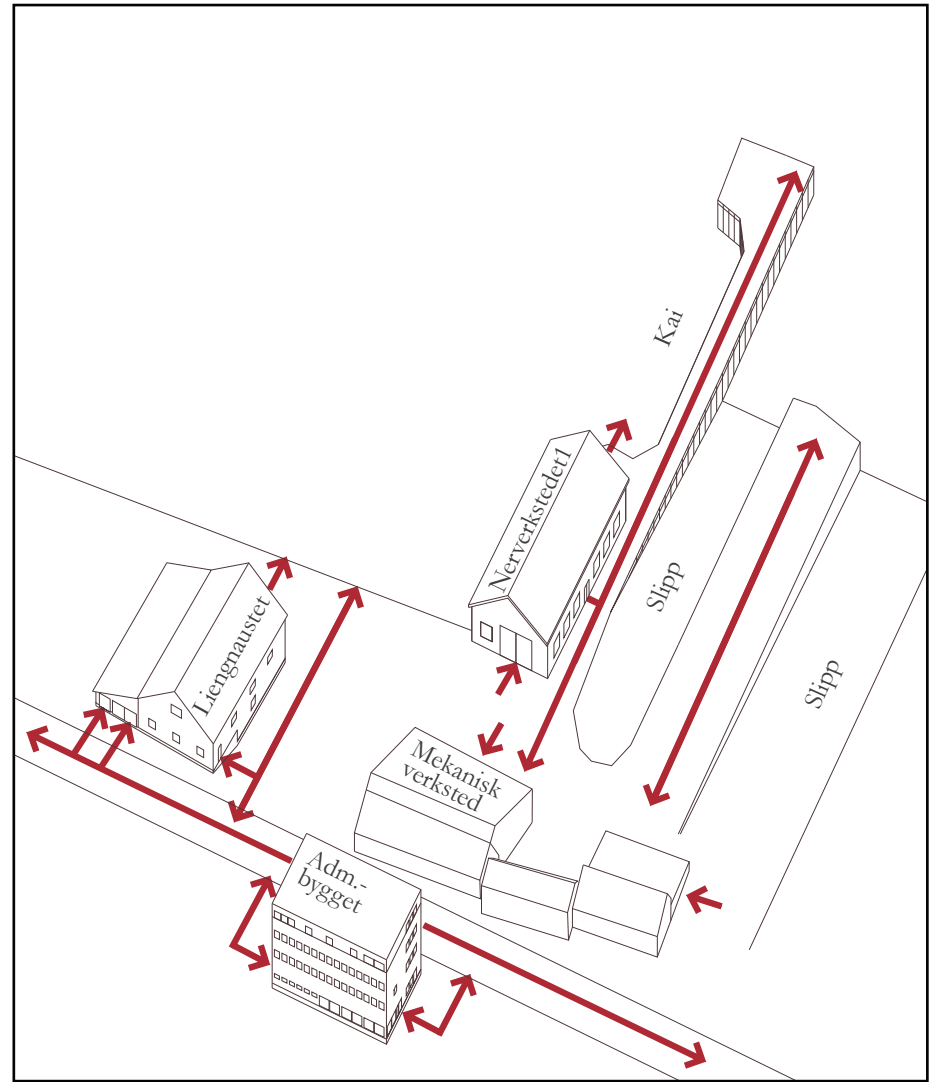 Kai
Nerverkstedet1
Slipp
Liengnaustet
Slipp
Mekanisk
verksted
Adm.-
bygget